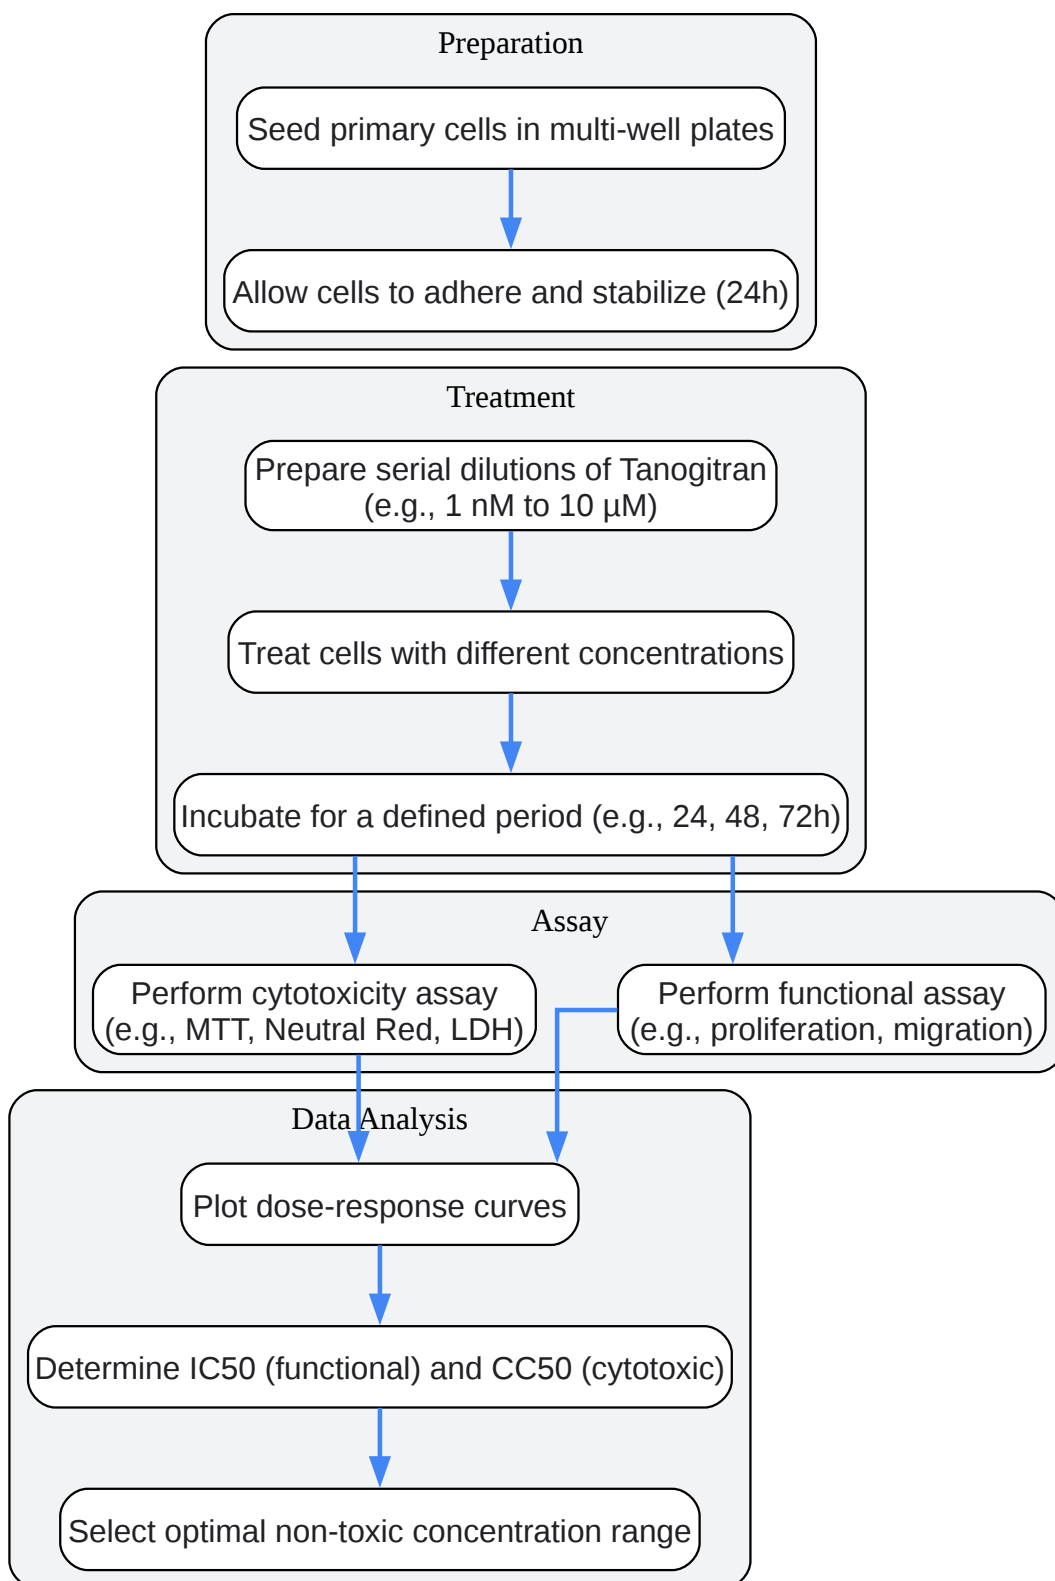 Preparation
Seed primary cells in multi-well plates
Allow cells to adhere and stabilize (24h)
Treatment
Prepare serial dilutions of Tanogitran
(e.g., 1 nM to 10 µM)
Treat cells with different concentrations
Incubate for a defined period (e.g., 24, 48, 72h)
Assay
Perform cytotoxicity assay
(e.g., MTT, Neutral Red, LDH)
Perform functional assay
(e.g., proliferation, migration)
Data Analysis
Plot dose-response curves
Determine IC50 (functional) and CC50 (cytotoxic)
Select optimal non-toxic concentration range